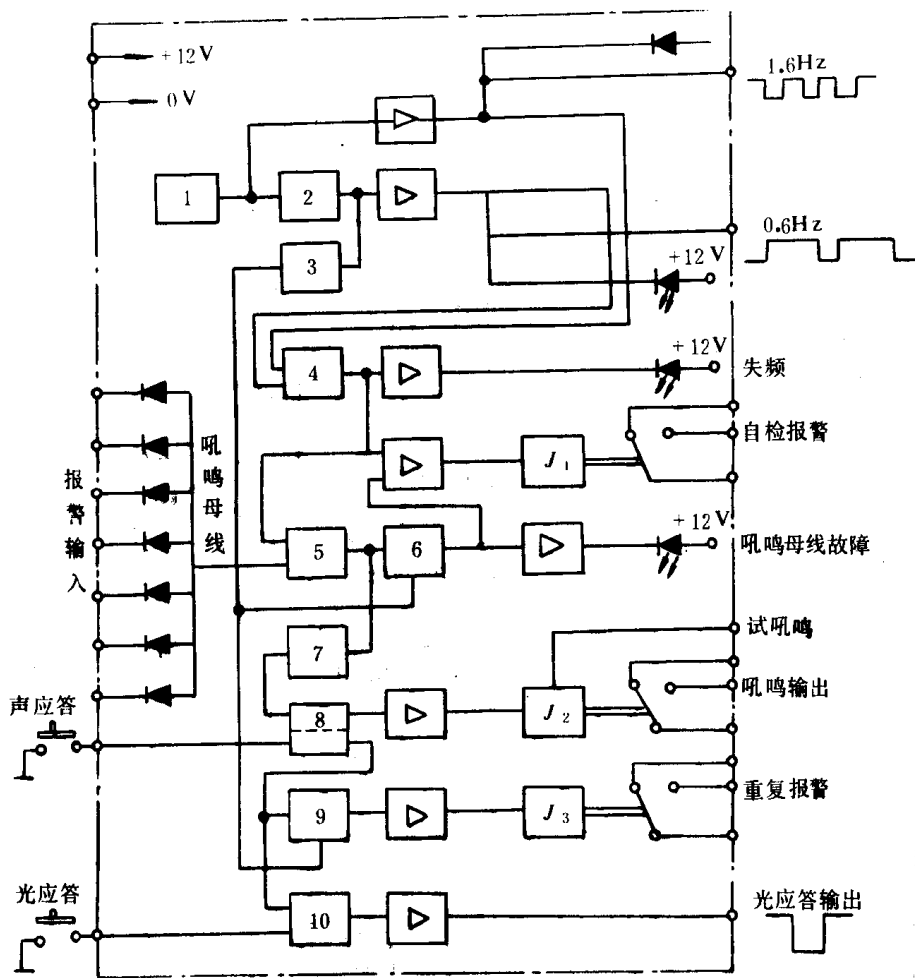 +12V
0V
1.6Hz
1
2
0.6Hz
3
+12V
4
+12V
失频
自检报警
J1
报警输入
吼鸣母线
5
6
+12V
吼鸣母线故障
7
试吼鸣
吼鸣输出
声应答
8
J2
重复报警
9
J3
光应答
10
光应答输出